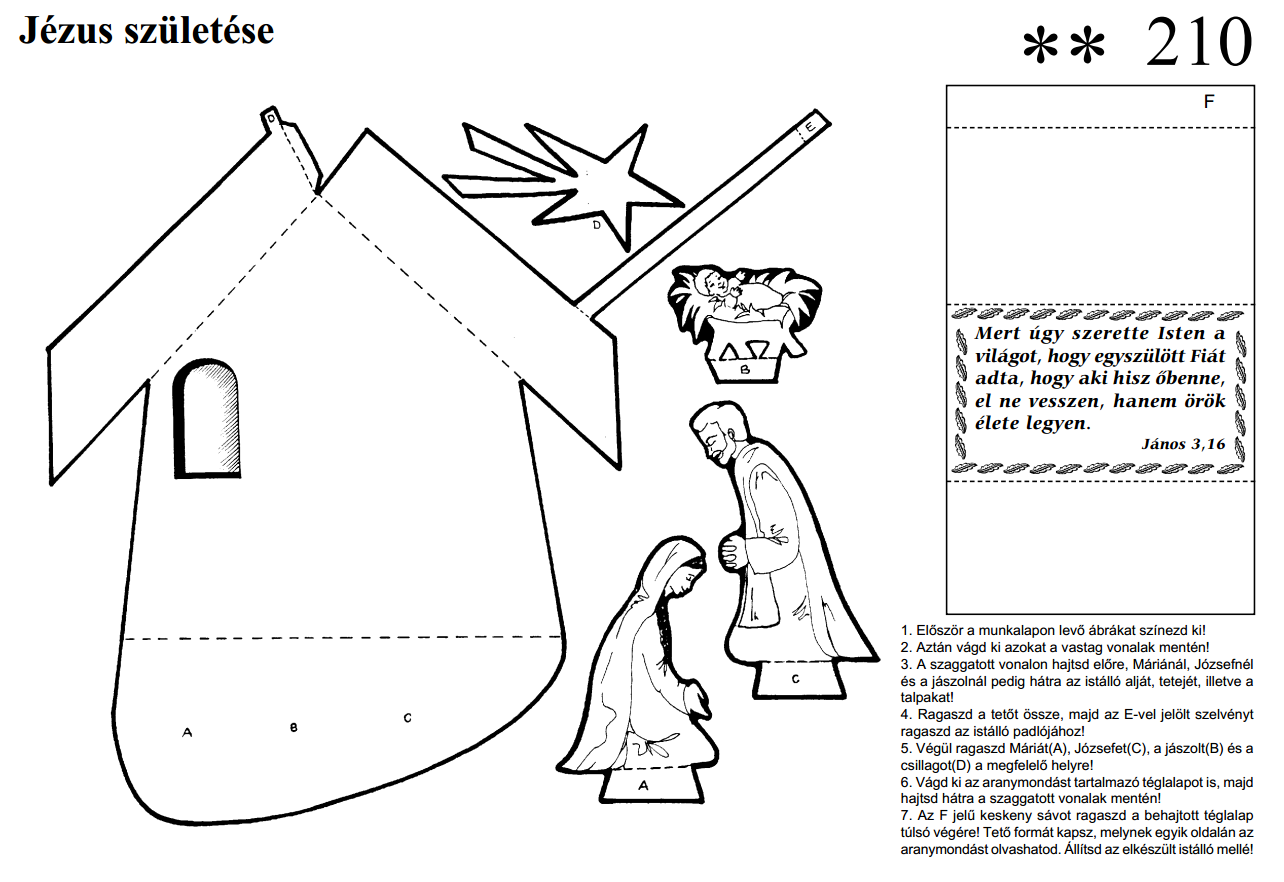 Jézus születése
** 210
F
D
E
D
Mert úgy szerette Isten a
világot, hogy egyszülött Fiát
adta, hogy aki hisz őbenne,
el ne vesszen, hanem örök
élete legyen.
János 3,16
B
C
A B C
A
1. Először a munkalapon levő ábrákat színezd ki!
2. Aztán vágd ki azokat a vastag vonalak mentén!
3. A szaggatott vonalon hajtsd előre, Máriánál, Józsefnél
és a jászolnál pedig hátra az istálló alját, tetejét, illetve a
talpakat!
4. Ragaszd a tetőt össze, majd az E-vel jelölt szelvényt
ragaszd az istálló padlójához!
5. Végül ragaszd Máriát(A), Józsefet(C), a jászolt(B) és a
csillagot(D) a megfelelő helyre!
6. Vágd ki az aranymondást tartalmazó téglalapot is, majd
hajtsd hátra a szaggatott vonalak mentén!
7. Az F jelű keskeny sávot ragaszd a behajtott téglalap
túlsó végére! Tető formát kapsz, melynek egyik oldalán az
aranymondást olvashatod. Állítsd az elkészült istálló mellé!